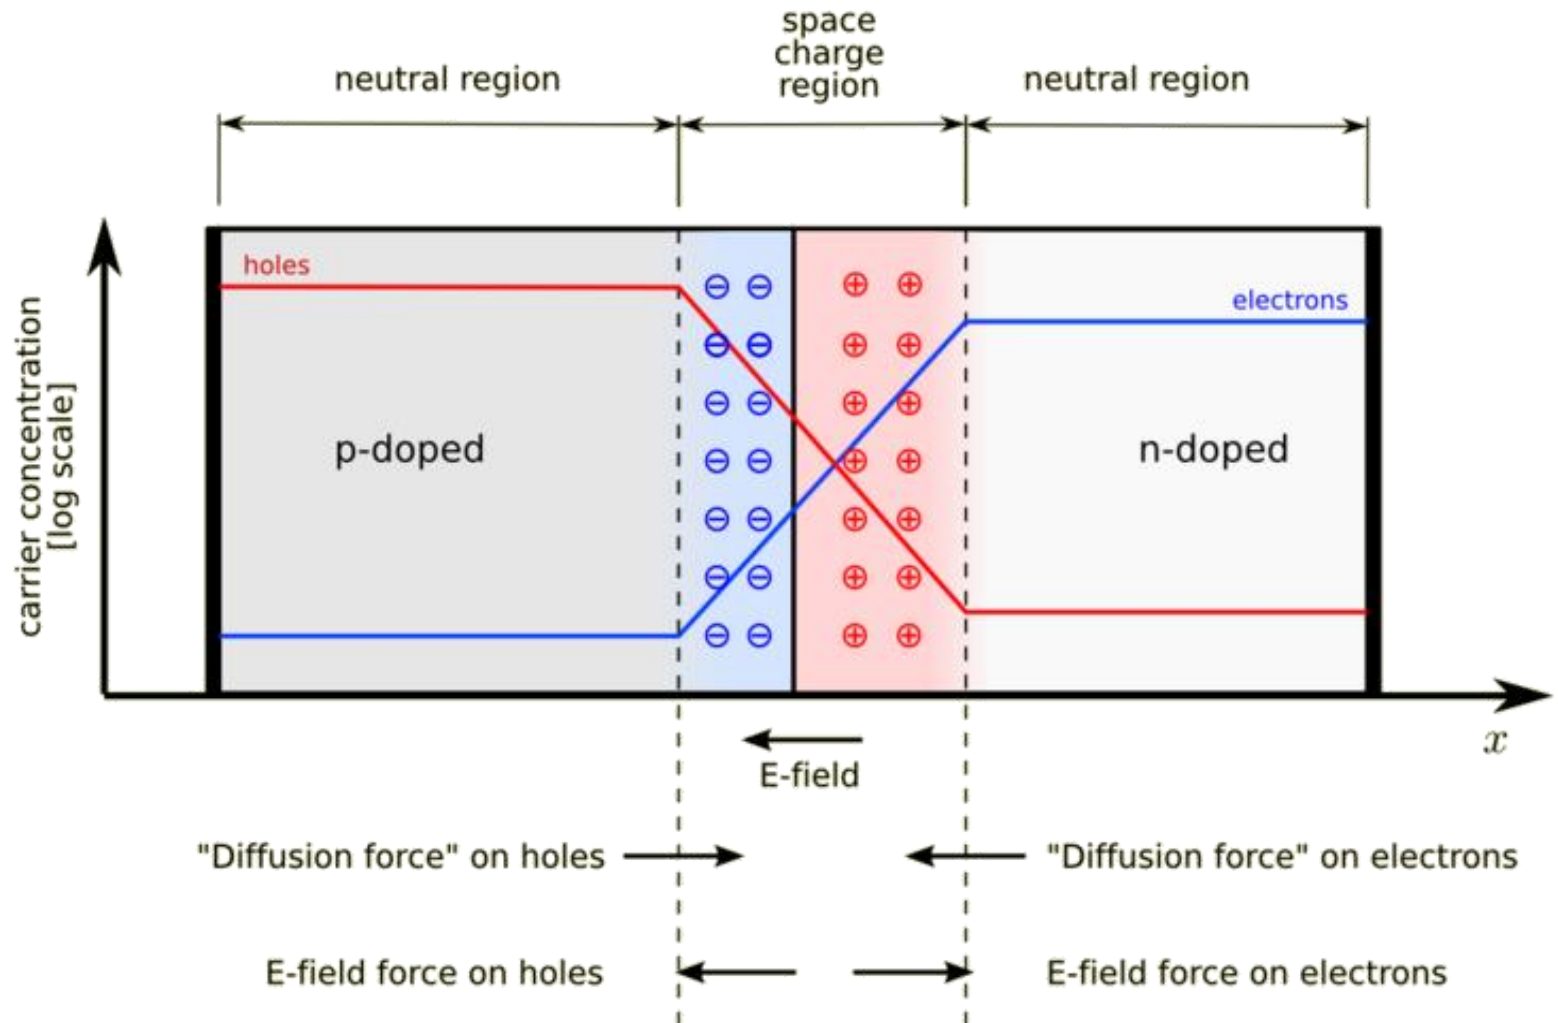 space
charge
region
neutral region
neutral region
holes
electrons
carrier concentration
[log scale]
p-doped
n-doped
x
E-field
"Diffusion force" on holes
"Diffusion force" on electrons
E-field force on holes
E-field force on electrons